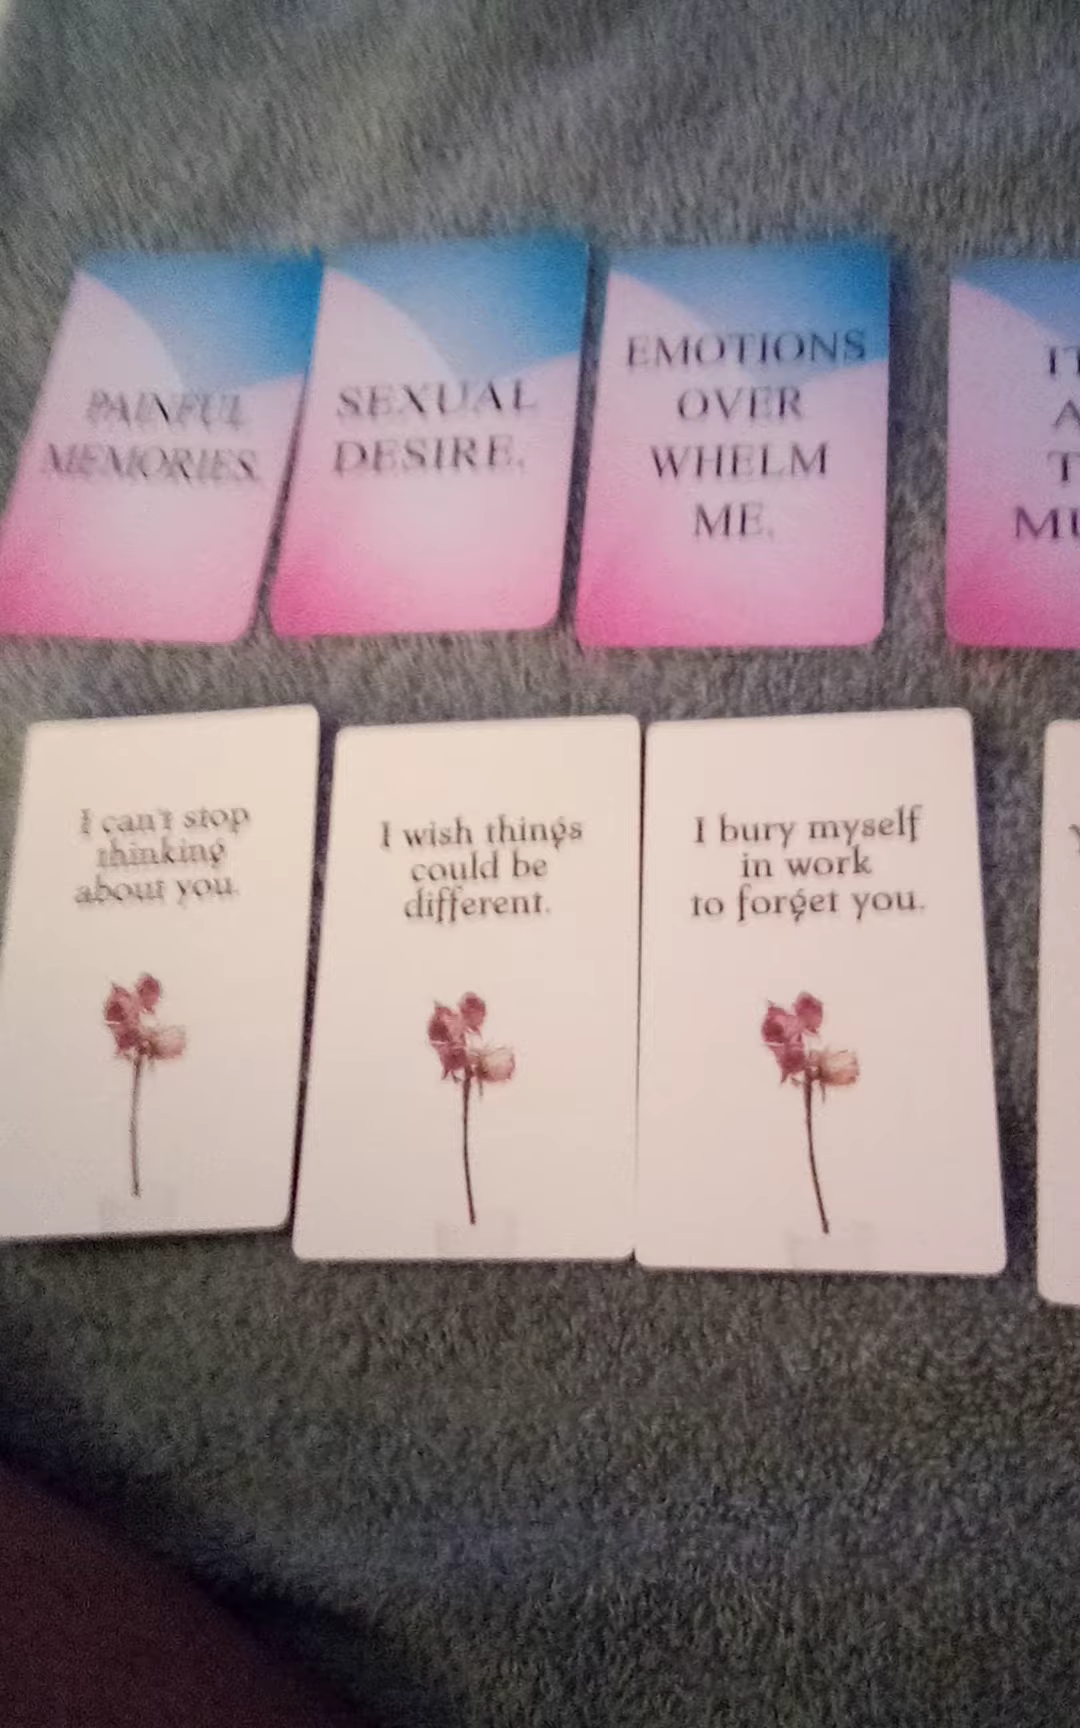 PAINFUL
MEMORIES.
SEXUAL
DESIRE.
EMOTIONS
OVER
WHELM
ME.
I can't stop
thinking
about you.
I wish things
could be
different.
I bury myself
in work
to forget you.